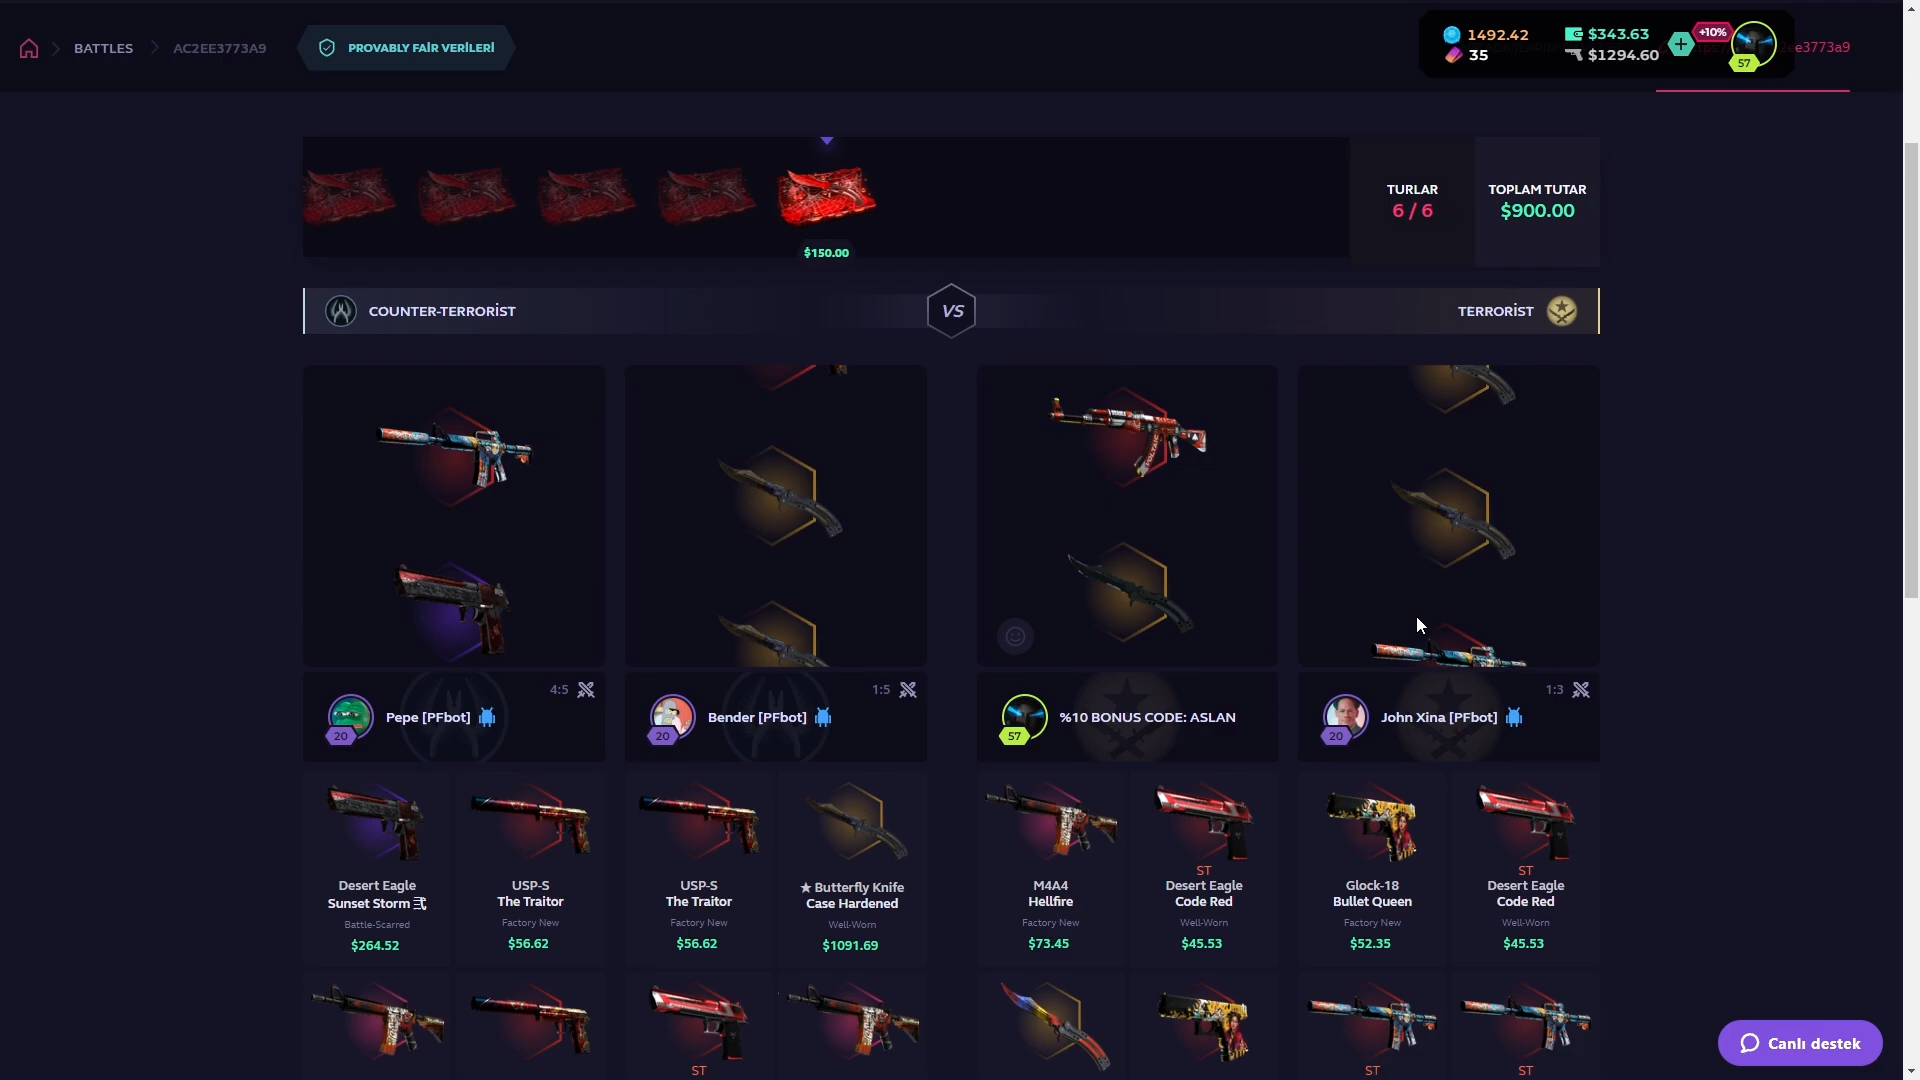 BATTLES
AC2EE3773A9
PROVABLY FAİR VERİLERİ
1492.42
35
$343.63
$1294.60
+10%
57
ee3773a9
$150.00
TURLAR
6 / 6
TOPLAM TUTAR
$900.00
COUNTER-TERRORİST
VS
TERRORİST
4:5
Pepe [PFbot]
20
1:5
Bender [PFbot]
20
%10 BONUS CODE: ASLAN
57
1:3
John Xina [PFbot]
20
Desert Eagle
Sunset Storm 弐
Battle-Scarred
$264.52
USP-S
The Traitor
Factory New
$56.62
USP-S
The Traitor
Factory New
$56.62
★ Butterfly Knife
Case Hardened
Well-Worn
$1091.69
M4A4
Hellfire
Factory New
$73.45
ST
Desert Eagle
Code Red
Well-Worn
$45.53
Glock-18
Bullet Queen
Factory New
$52.35
ST
Desert Eagle
Code Red
Well-Worn
$45.53
ST
ST
ST
Canlı destek